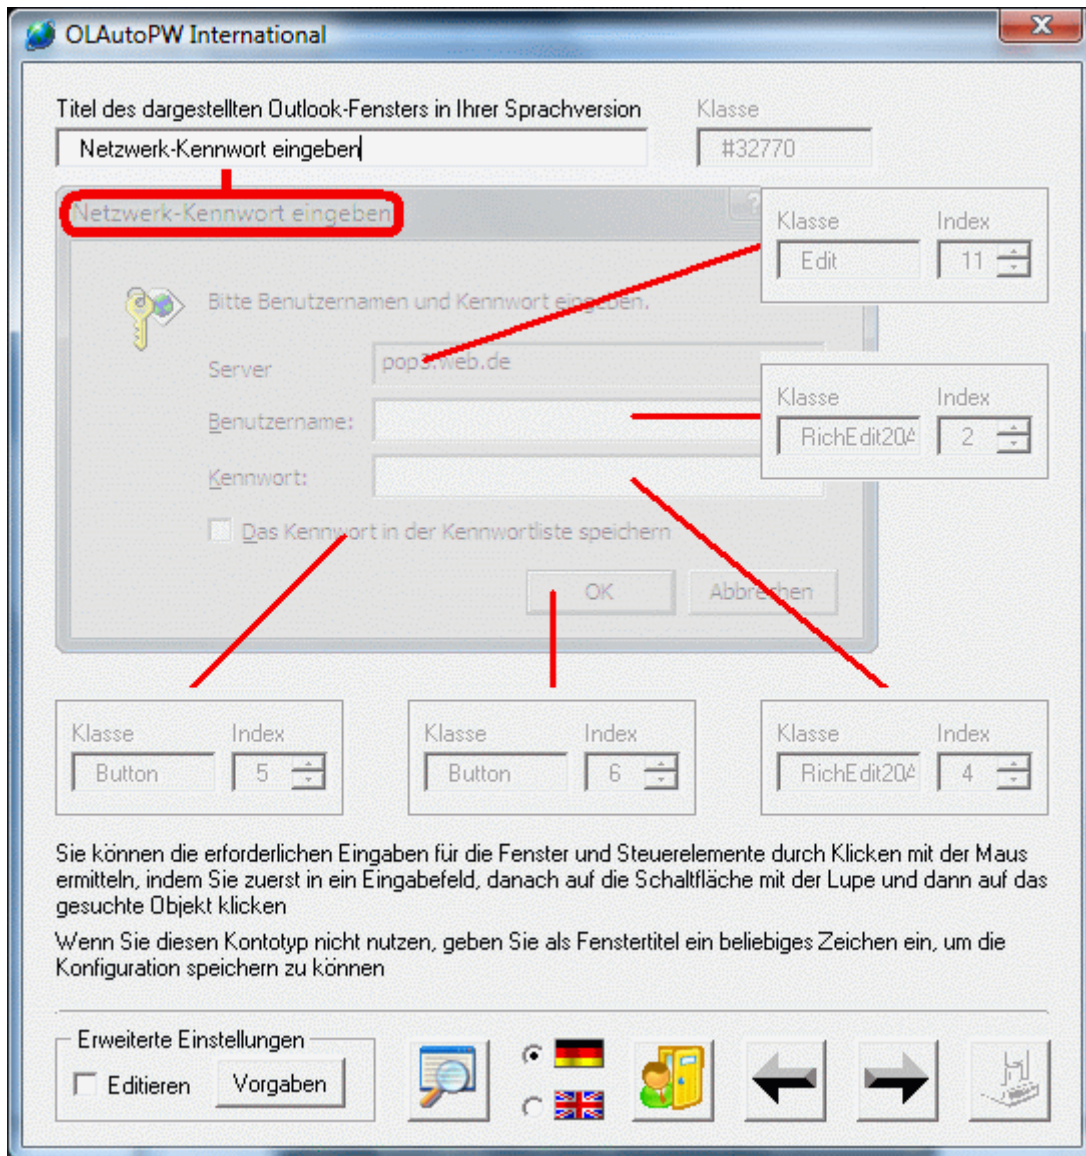 OLAutoPW International
Titel des dargestellten Outlook-Fensters in Ihrer Sprachversion
Klasse
Netzwerk-Kennwort eingeben
#32770
Netzwerk-Kennwort eingeben
?
Klasse Index
Edit 11
Bitte Benutzernamen und Kennwort eingeben.
Server pop3.web.de
Klasse Index
Benutzername:
RichEdit20A 2
Kennwort:
Das Kennwort in der Kennwortliste speichern
OK Abbrechen
Klasse Index
Button 5
Klasse Index
Button 6
Klasse Index
RichEdit20A 4
Sie können die erforderlichen Eingaben für die Fenster und Steuerelemente durch Klicken mit der Maus
ermitteln, indem Sie zuerst in ein Eingabefeld, danach auf die Schaltfläche mit der Lupe und dann auf das
gesuchte Objekt klicken
Wenn Sie diesen Kontotyp nicht nutzen, geben Sie als Fenstertitel ein beliebiges Zeichen ein, um die
Konfiguration speichern zu können
Erweiterte Einstellungen
Editieren Vorgaben